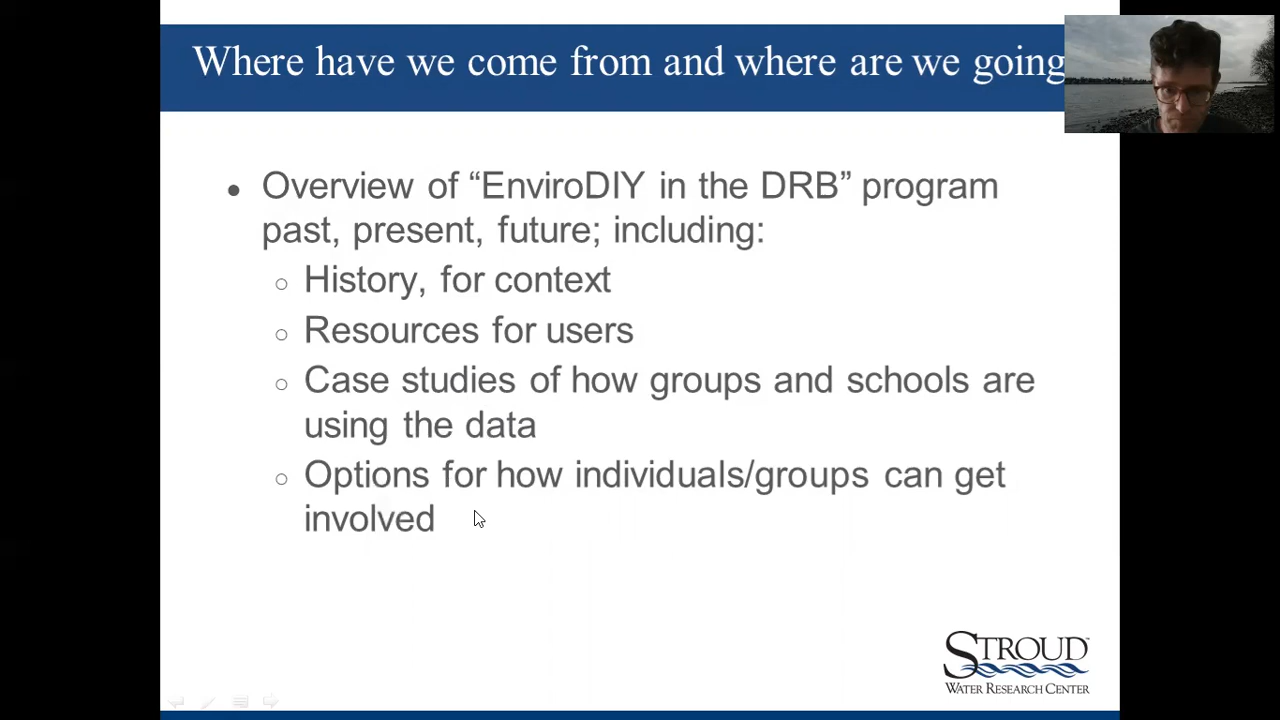 Where have we come from and where are we going
Overview of “EnviroDIY in the DRB” program
past, present, future; including:
History, for context
Resources for users
Case studies of how groups and schools are
using the data
Options for how individuals/groups can get
involved
STROUD™
WATER RESEARCH CENTER